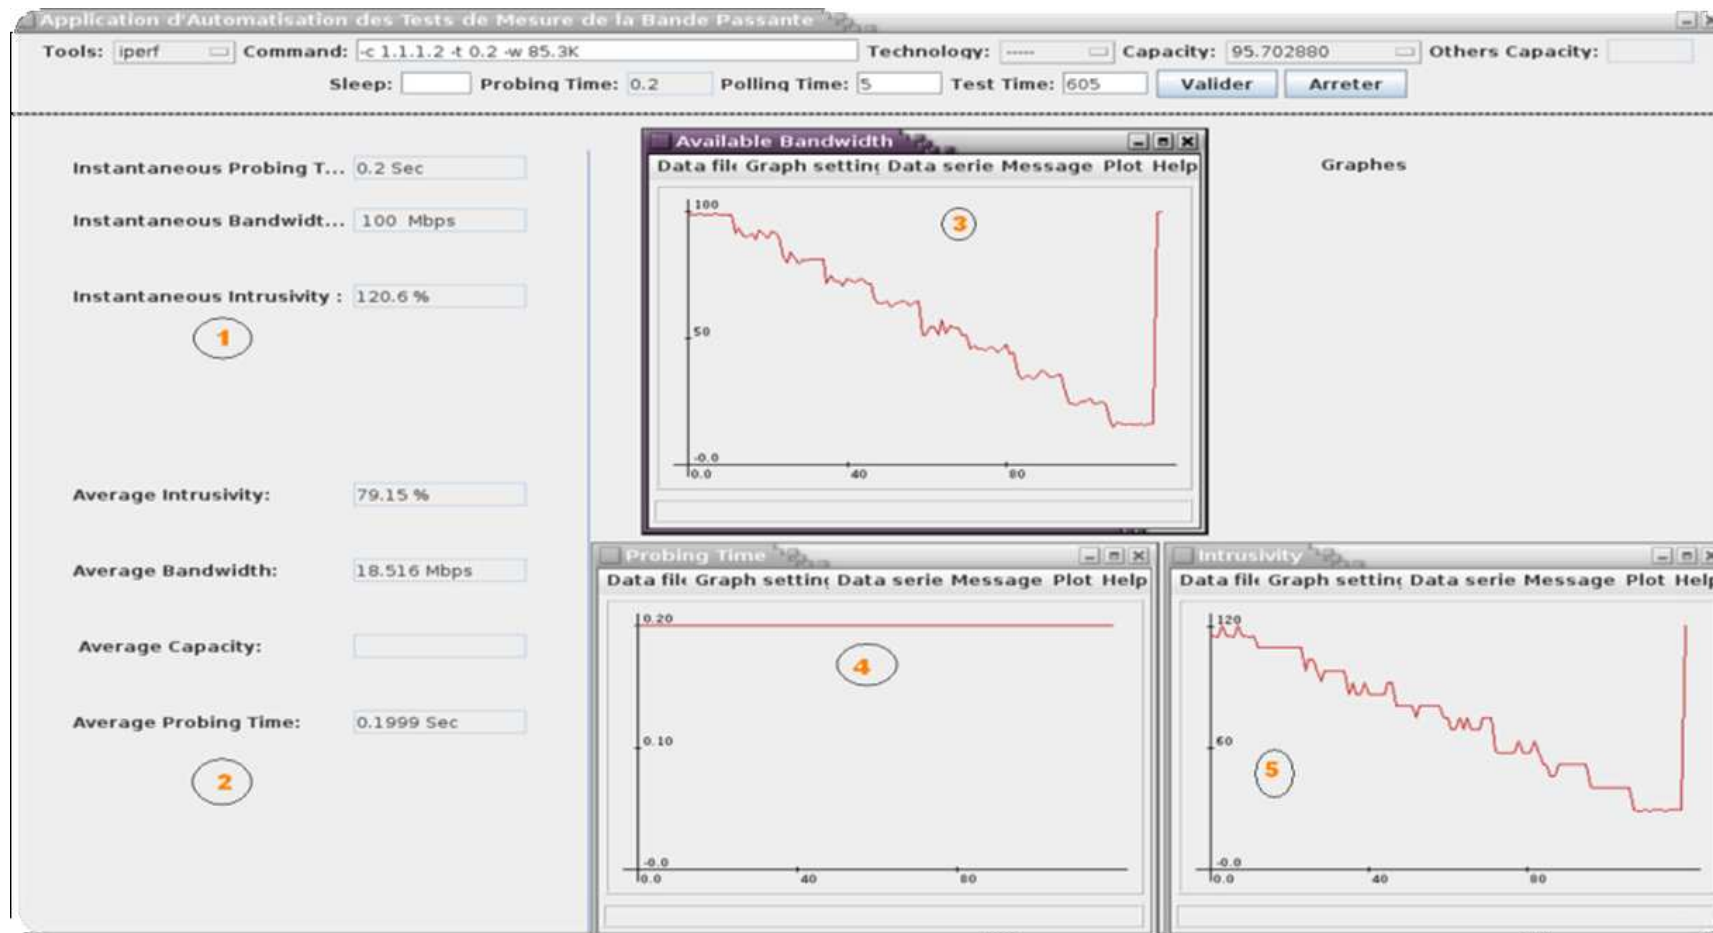 Application d'Automatisation des Tests de Mesure de la Bande Passante
Tools: iperf Command: -c 1.1.1.2 -t 0.2 -w 85.3K Technology: ----- Capacity: 95.702880 Others Capacity:
Sleep: Probing Time: 0.2 Polling Time: 5 Test Time: 605 Valider Arreter
Instantaneous Probing T... 0.2 Sec
Instantaneous Bandwidt... 100 Mbps
Instantaneous Intrusivity : 120.6 %
1
Average Intrusivity: 79.15 %
Average Bandwidth: 18.516 Mbps
Average Capacity:
Average Probing Time: 0.1999 Sec
2
Available Bandwidth
Data file Graph setting Data serie Message Plot Help
100
3
50
-0.0
0.0 40 80
Graphes
Probing Time
Data file Graph setting Data serie Message Plot Help
0.20
4
0.10
-0.0
0.0 40 80
Intrusivity
Data file Graph setting Data serie Message Plot Help
120
60
5
-0.0
0.0 40 80